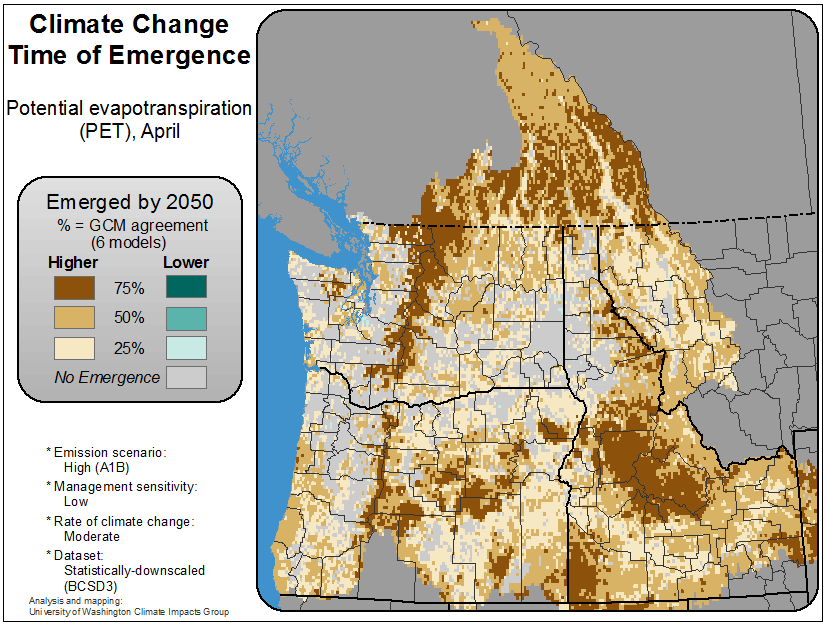 Climate Change
Time of Emergence
Potential evapotranspiration
(PET), April
Emerged by 2050
% = GCM agreement
(6 models)
Higher Lower
75%
50%
25%
No Emergence
* Emission scenario:
High (A1B)
* Management sensitivity:
Low
* Rate of climate change:
Moderate
* Dataset:
Statistically-downscaled
(BCSD3)
Analysis and mapping:
University of Washington Climate Impacts Group